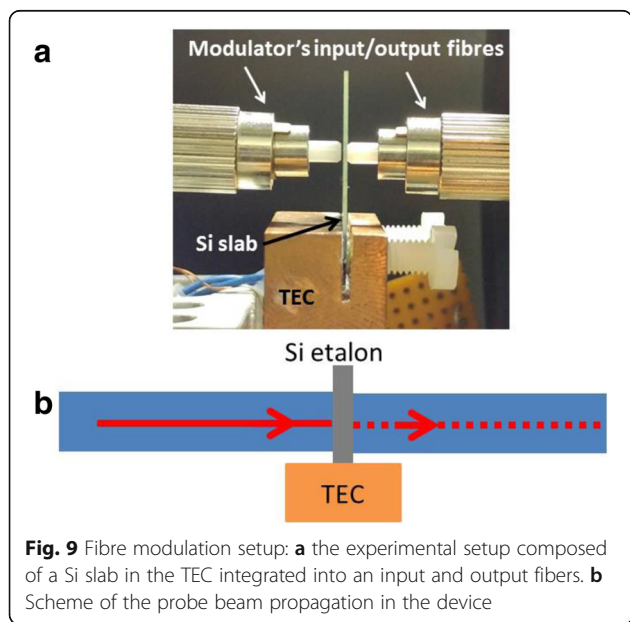 a
Modulator's input/output fibres
Si slab
TEC
Si etalon
b
TEC
Fig. 9 Fibre modulation setup: a the experimental setup composed
of a Si slab in the TEC integrated into an input and output fibers. b
Scheme of the probe beam propagation in the device